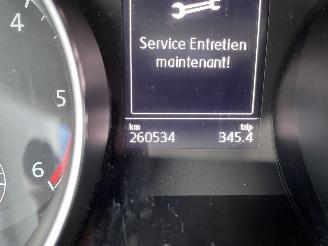 Service Entretien
maintenant!
km trip
260534 345.4
4
5
6